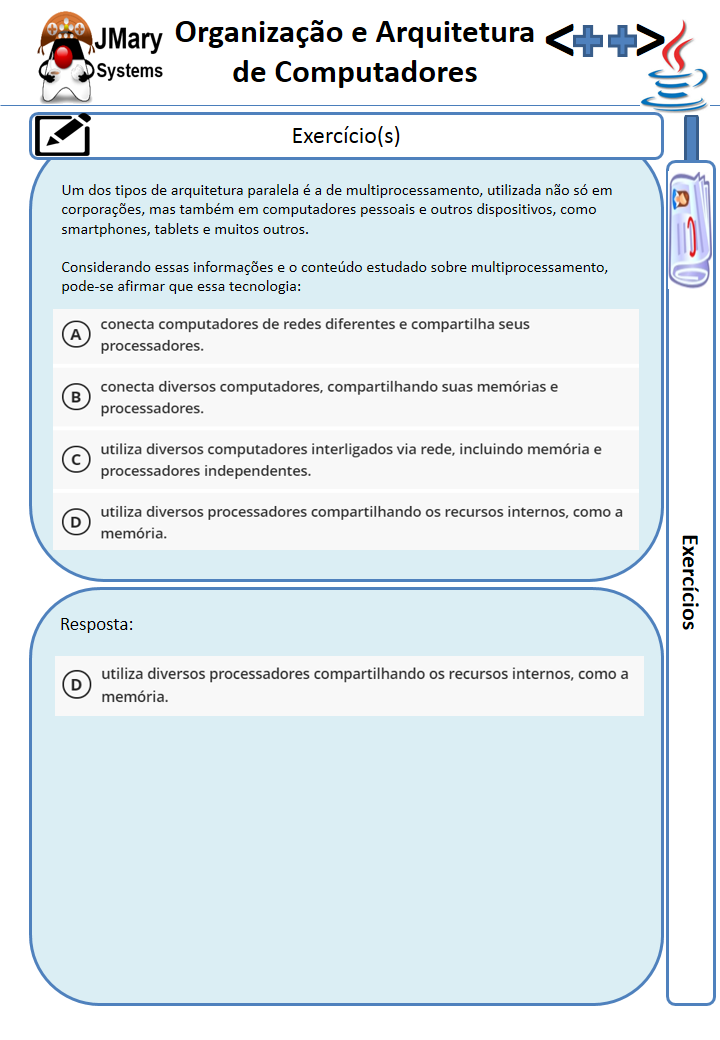 JMary
Systems
Organização e Arquitetura
de Computadores
<++>
Exercício(s)
Um dos tipos de arquitetura paralela é a de multiprocessamento, utilizada não só em
corporações, mas também em computadores pessoais e outros dispositivos, como
smartphones, tablets e muitos outros.
Considerando essas informações e o conteúdo estudado sobre multiprocessamento,
pode-se afirmar que essa tecnologia:
A conecta computadores de redes diferentes e compartilha seus
processadores.
B conecta diversos computadores, compartilhando suas memórias e
processadores.
C utiliza diversos computadores interligados via rede, incluindo memória e
processadores independentes.
D utiliza diversos processadores compartilhando os recursos internos, como a
memória.
Resposta:
D utiliza diversos processadores compartilhando os recursos internos, como a
memória.
Exercícios